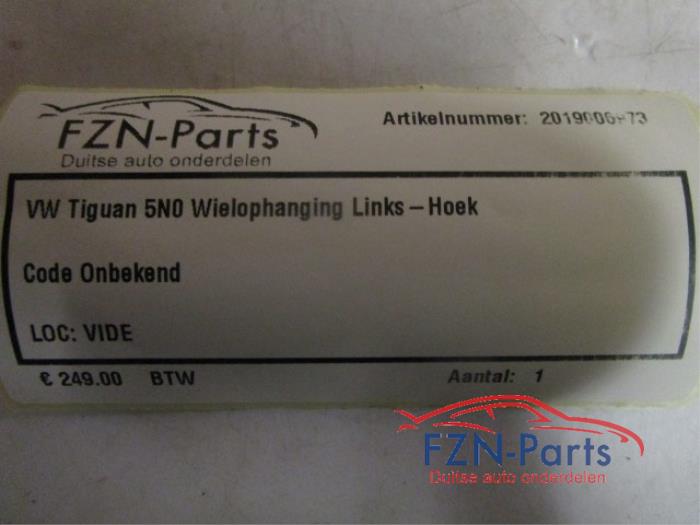 FZN-Parts
Duitse auto onderdelen
Artikelnummer:
VW Tiguan 5N0 Wielophanging Links – Hoek
Code Onbekend
LOC: VIDE
€ 249.00 BTW
Aantal: 1
FZN-Parts
Duitse auto onderdelen